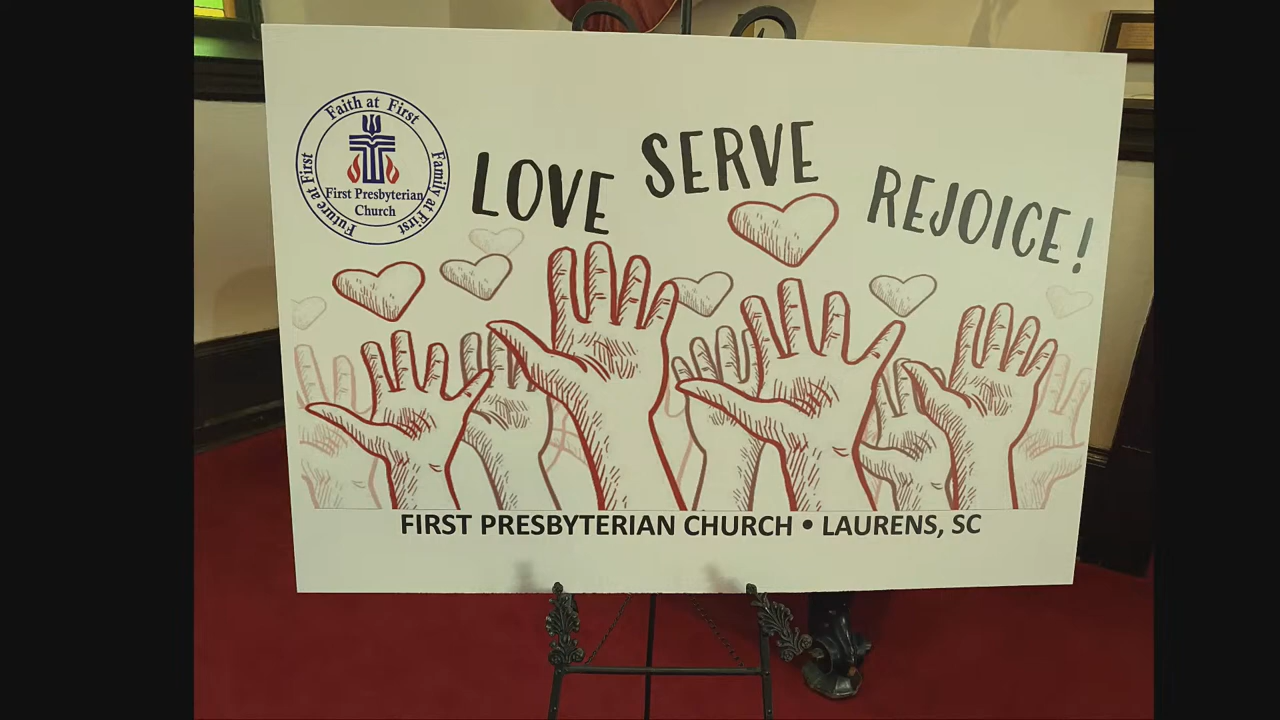 Faith at First
Family at First
Future at First
First Presbyterian
Church
LOVE
SERVE
REJOICE!
FIRST PRESBYTERIAN CHURCH • LAURENS, SC